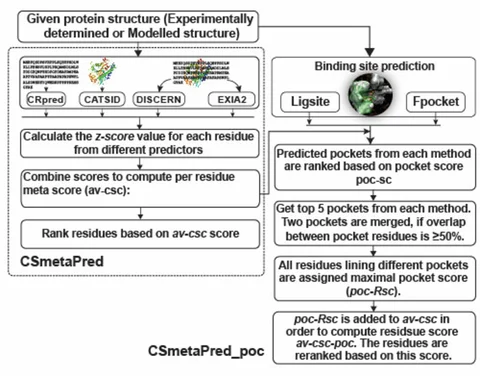 Given protein structure (Experimentally
determined or Modelled structure)
CRpred
CATSID
DISCERN
EXIA2
Calculate the z-score value for each residue
from different predictors
Combine scores to compute per residue
meta score (av-csc):
Rank residues based on av-csc score
CSmetaPred
Binding site prediction
Ligsite
Fpocket
Predicted pockets from each method
are ranked based on pocket score
poc-sc
Get top 5 pockets from each method.
Two pockets are merged, if overlap
between pocket residues is ≥50%.
All residues lining different pockets
are assigned maximal pocket score
(poc-Rsc).
poc-Rsc is added to av-csc in
order to compute residsue score
av-csc-poc. The residues are
reranked based on this score.
CSmetaPred_poc